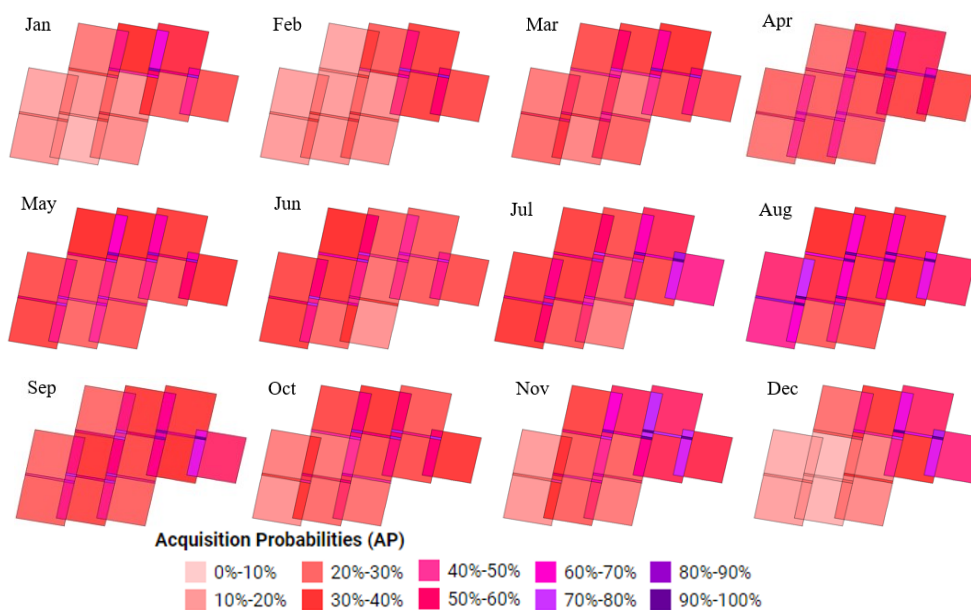 Jan Feb Mar Apr
May Jun Jul Aug
Sep Oct Nov Dec
Acquisition Probabilities (AP)
0%-10% 20%-30% 40%-50% 60%-70% 80%-90%
10%-20% 30%-40% 50%-60% 70%-80% 90%-100%